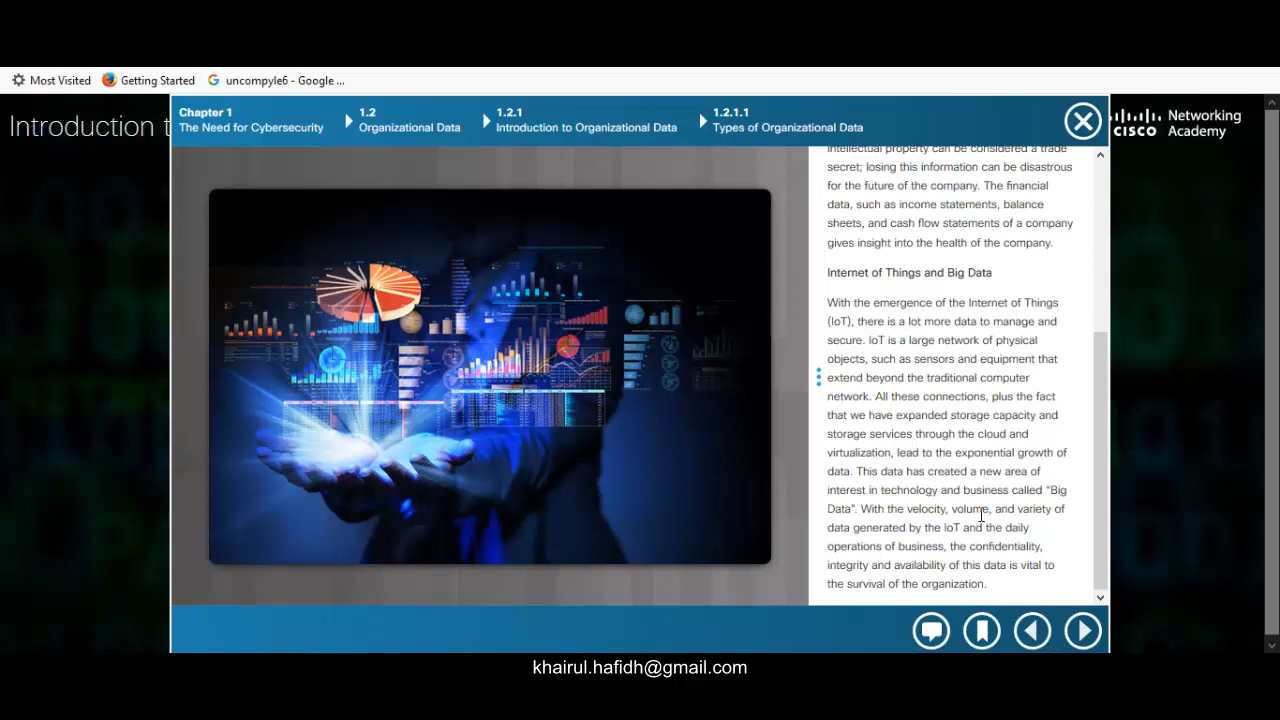 Most Visited
Getting Started
uncompyle6 - Google ...
Introduction t
Chapter 1
The Need for Cybersecurity
1.2
Organizational Data
1.2.1
Introduction to Organizational Data
1.2.1.1
Types of Organizational Data
CISCO
Networking
Academy
intellectual property can be considered a trade
secret; losing this information can be disastrous
for the future of the company. The financial
data, such as income statements, balance
sheets, and cash flow statements of a company
gives insight into the health of the company.
Internet of Things and Big Data
With the emergence of the Internet of Things
(IoT), there is a lot more data to manage and
secure. IoT is a large network of physical
objects, such as sensors and equipment that
extend beyond the traditional computer
network. All these connections, plus the fact
that we have expanded storage capacity and
storage services through the cloud and
virtualization, lead to the exponential growth of
data. This data has created a new area of
interest in technology and business called “Big
Data”. With the velocity, volume, and variety of
data generated by the IoT and the daily
operations of business, the confidentiality,
integrity and availability of this data is vital to
the survival of the organization.
khairul.hafidh@gmail.com